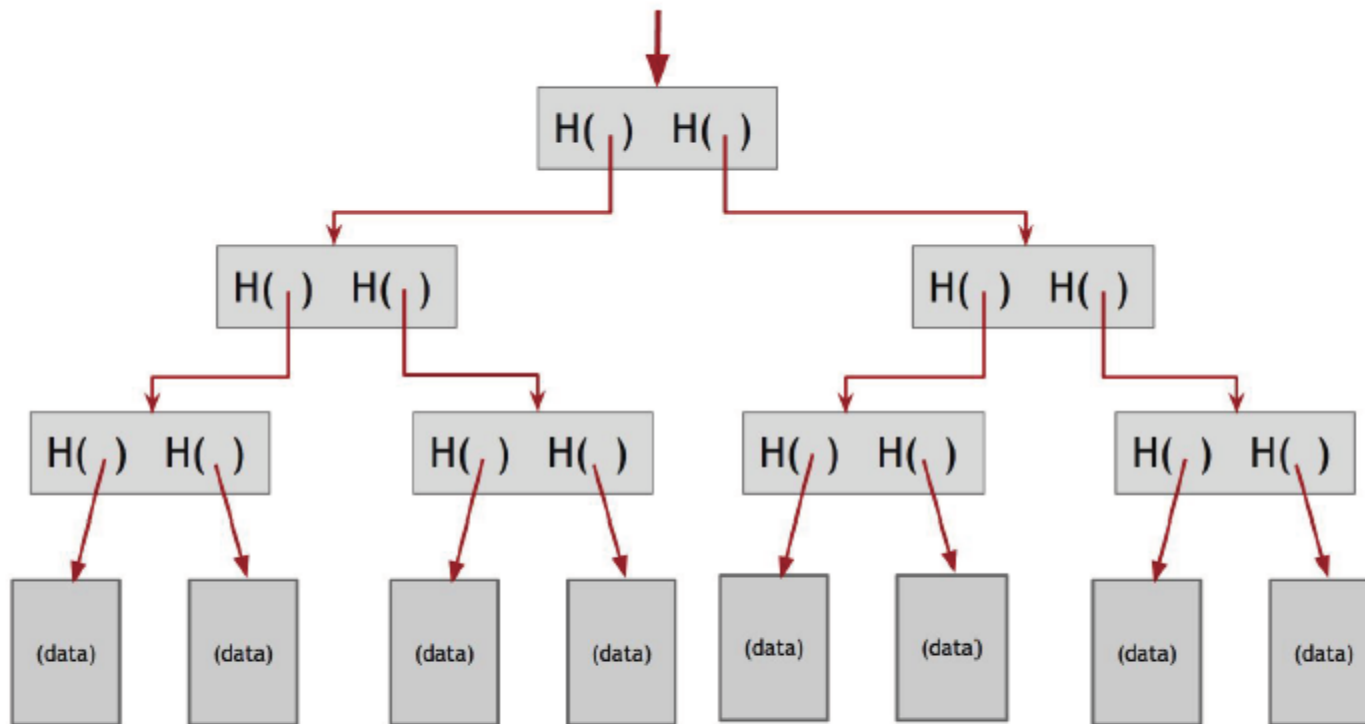 H( ) H( )
H( ) H( ) H( ) H( )
H( ) H( ) H( ) H( ) H( ) H( ) H( ) H( )
(data) (data) (data) (data) (data) (data) (data) (data)